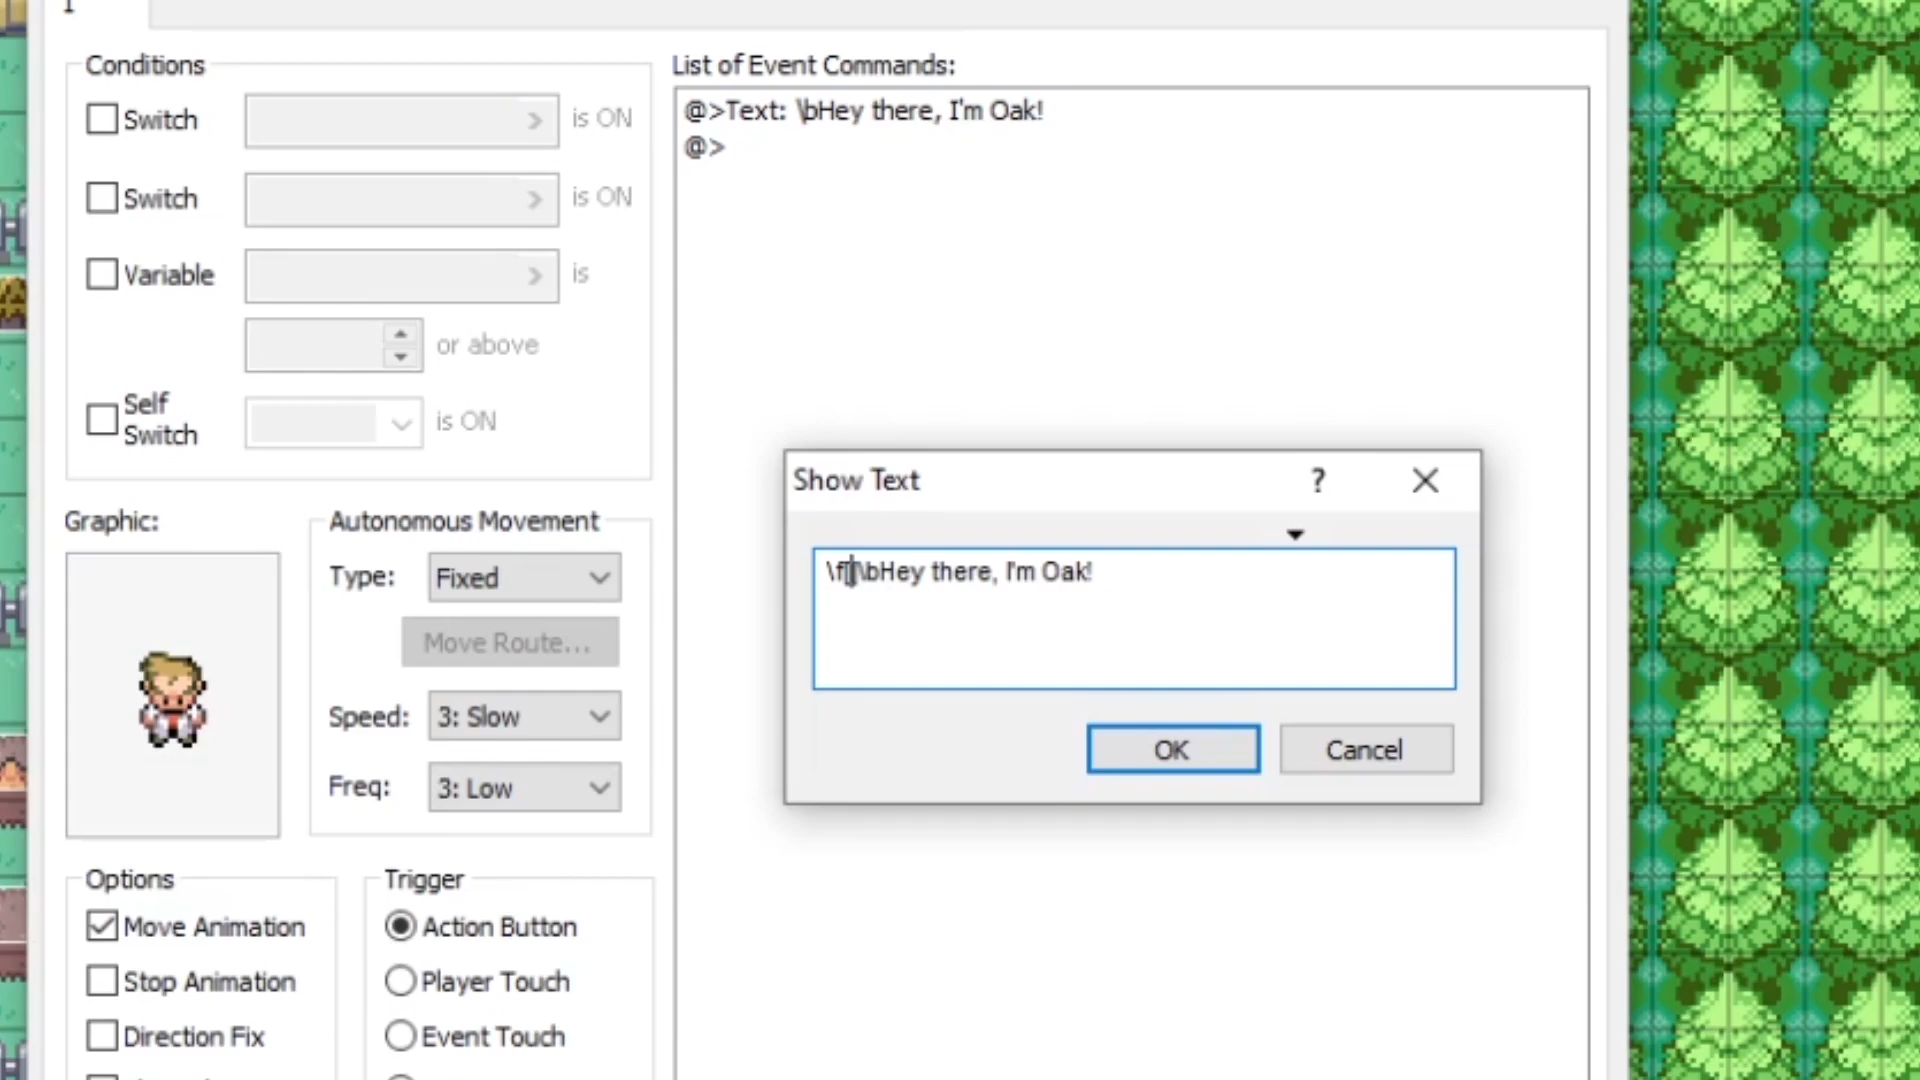 Conditions
Switch is ON
Switch is ON
Variable is
or above
Self
Switch
is ON
Graphic:
Autonomous Movement
Type: Fixed
Move Route...
Speed: 3: Slow
Freq: 3: Low
Options
Move Animation
Stop Animation
Direction Fix
Trigger
Action Button
Player Touch
Event Touch
List of Event Commands:
@>Text: \bHey there, I'm Oak!
@>
Show Text ?
\f[]\bHey there, I'm Oak!
OK Cancel